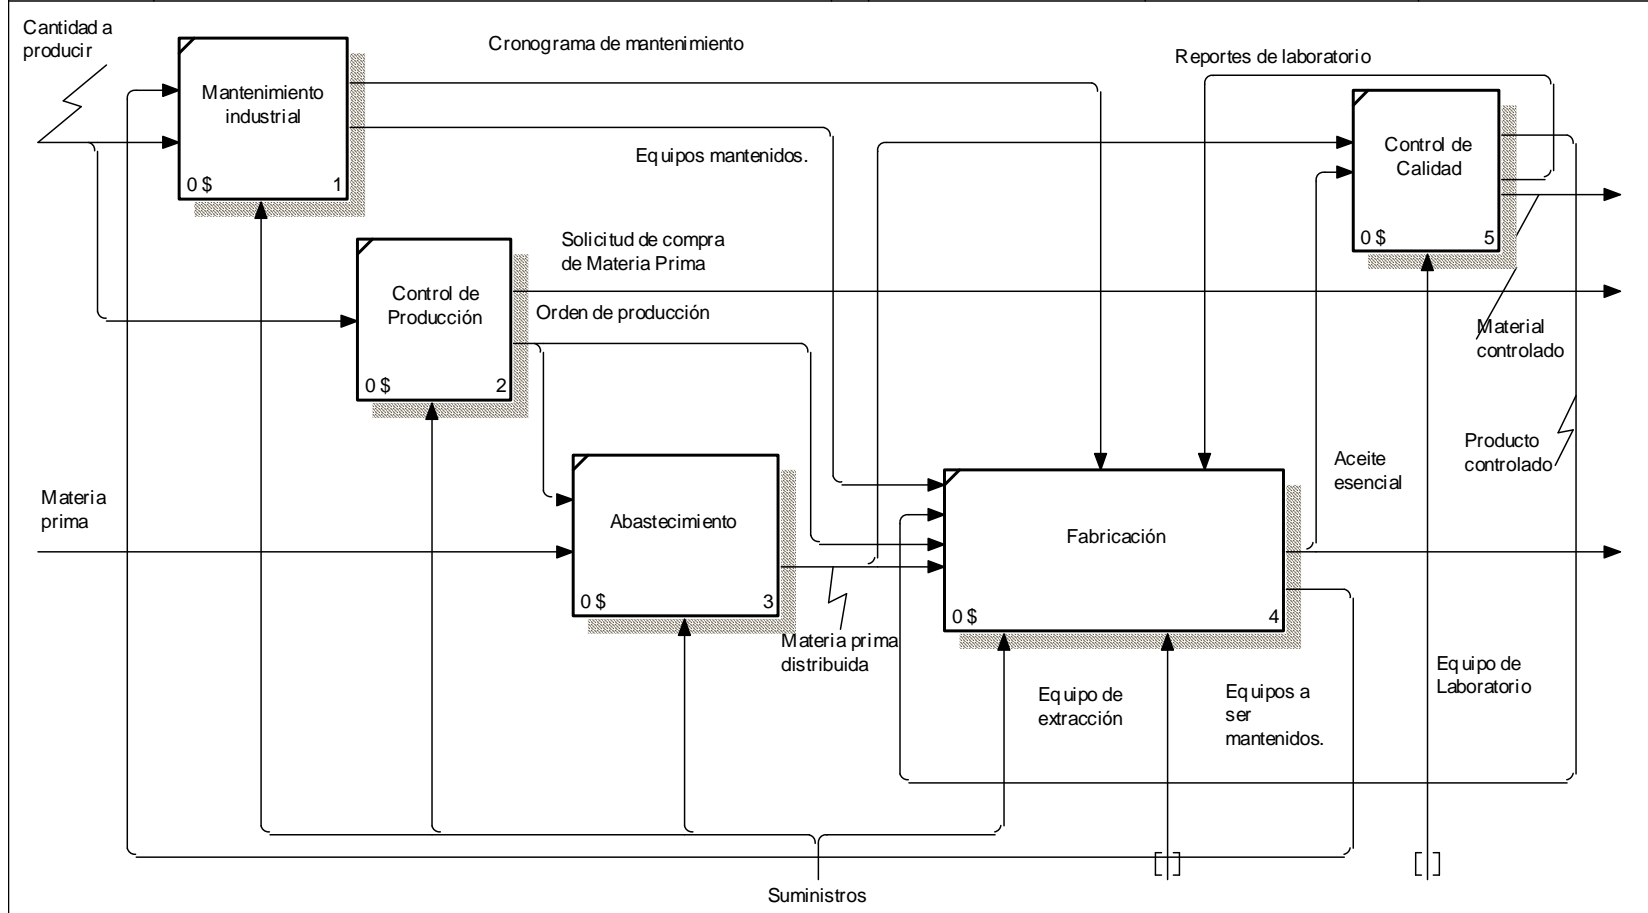 Cantidad a
producir
Cronograma de mantenimiento
Reportes de laboratorio
Mantenimiento
industrial
0 $
1
Equipos mantenidos.
Control de
Calidad
0 $
5
Solicitud de compra
de Materia Prima
Control de
Producción
0 $
2
Orden de producción
Material
controlado
Producto
controlado
Aceite
esencial
Materia
prima
Abastecimiento
0 $
3
Fabricación
0 $
4
Materia prima
distribuida
Equipo de
extracción
Equipos a
ser
mantenidos.
Equipo de
Laboratorio
Suministros